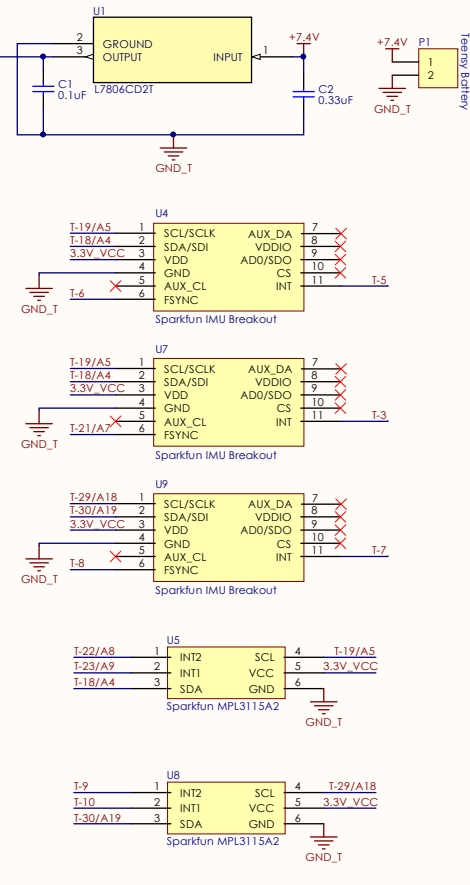 U1
2 GROUND
3 OUTPUT
INPUT 1
L7806CD2T
C1
0.1uF
+7.4V
C2
0.33uF
GND_T
+7.4V
P1
1
2
GND_T
Teensy Battery
U4
T-19/A5 1 SCL/SCLK AUX_DA 7
T-18/A4 2 SDA/SDI VDDIO 8
3.3V_VCC 3 VDD AD0/SDO 9
4 GND CS 10
5 AUX_CL INT 11 T-5
T-6 6 FSYNC
GND_T
Sparkfun IMU Breakout
U7
T-19/A5 1 SCL/SCLK AUX_DA 7
T-18/A4 2 SDA/SDI VDDIO 8
3.3V_VCC 3 VDD AD0/SDO 9
4 GND CS 10
5 AUX_CL INT 11 T-3
T-21/A7 6 FSYNC
GND_T
Sparkfun IMU Breakout
U9
T-29/A18 1 SCL/SCLK AUX_DA 7
T-30/A19 2 SDA/SDI VDDIO 8
3.3V_VCC 3 VDD AD0/SDO 9
4 GND CS 10
5 AUX_CL INT 11 T-7
T-8 6 FSYNC
GND_T
Sparkfun IMU Breakout
U5
T-22/A8 1 INT2 SCL 4 T-19/A5
T-23/A9 2 INT1 VCC 5 3.3V_VCC
T-18/A4 3 SDA GND 6
Sparkfun MPL3115A2
GND_T
U8
T-9 1 INT2 SCL 4 T-29/A18
T-10 2 INT1 VCC 5 3.3V_VCC
T-30/A19 3 SDA GND 6
Sparkfun MPL3115A2
GND_T